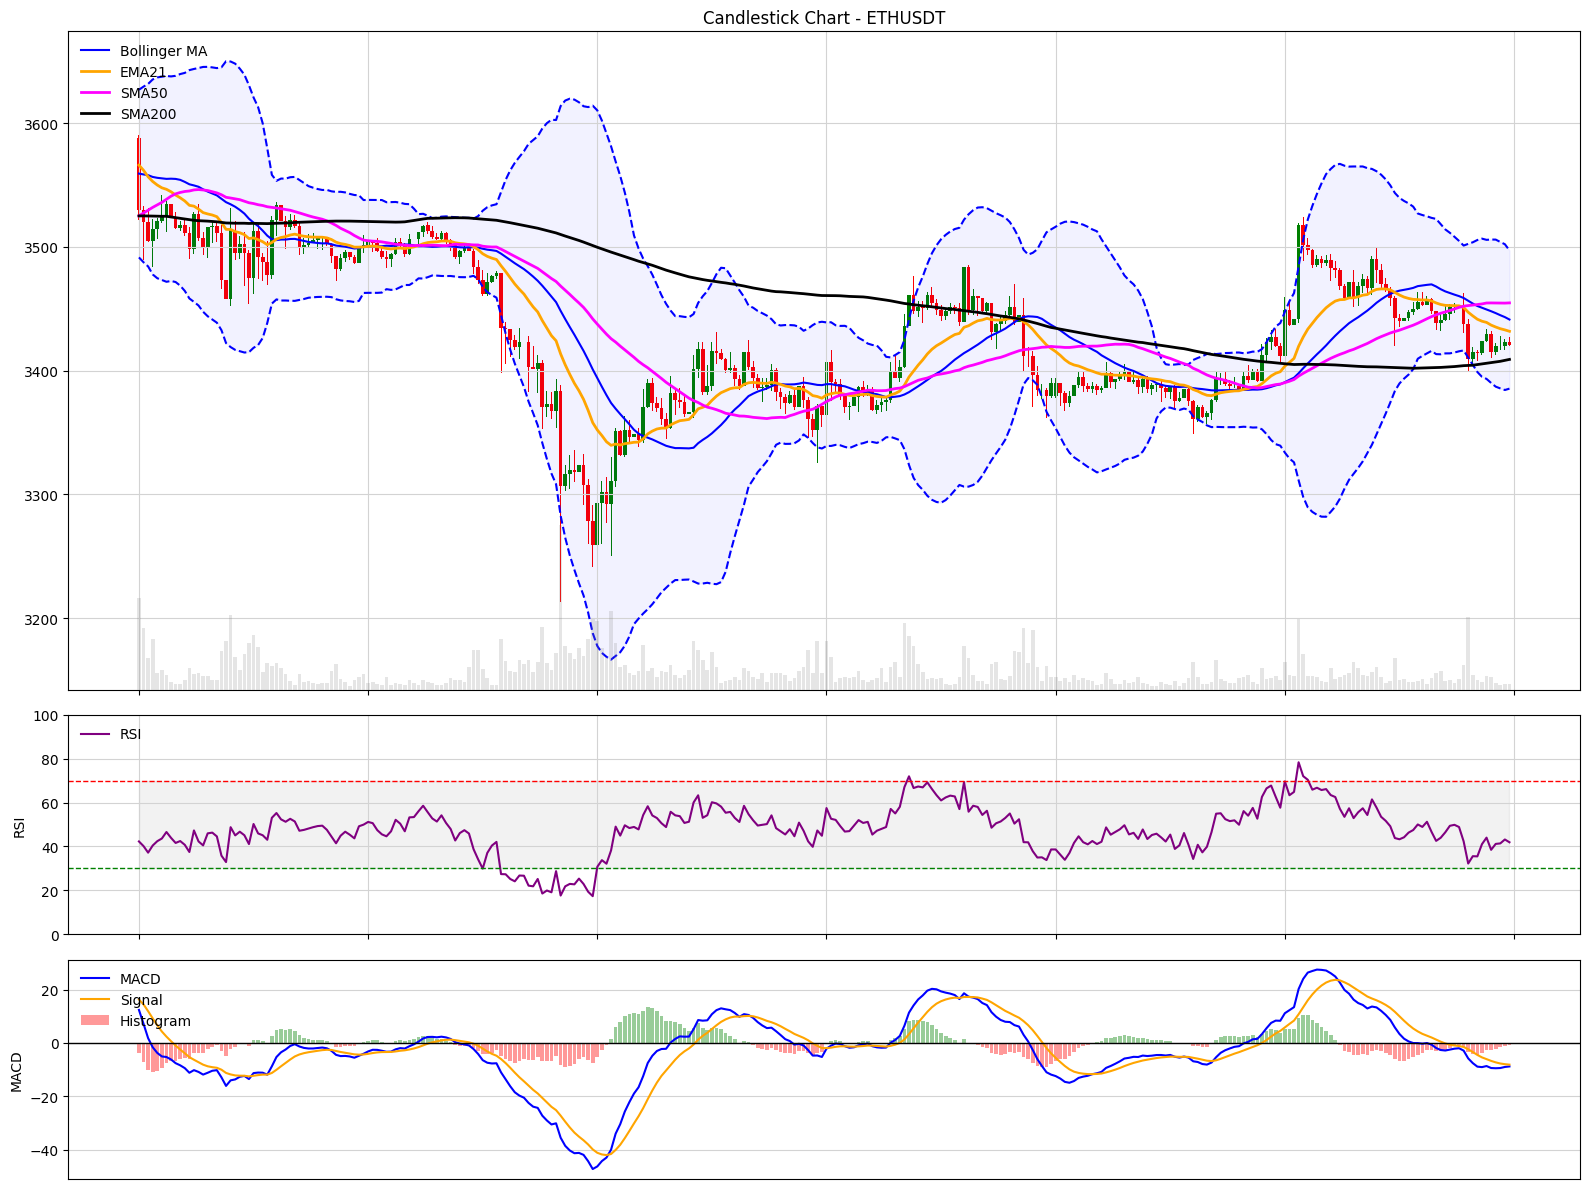 Candlestick Chart - ETHUSDT
Bollinger MA
EMA21
SMA50
SMA200
3600
3500
3400
3300
3200
RSI
100
80
60
40
20
0
RSI
MACD
Signal
Histogram
20
0
−20
−40
MACD